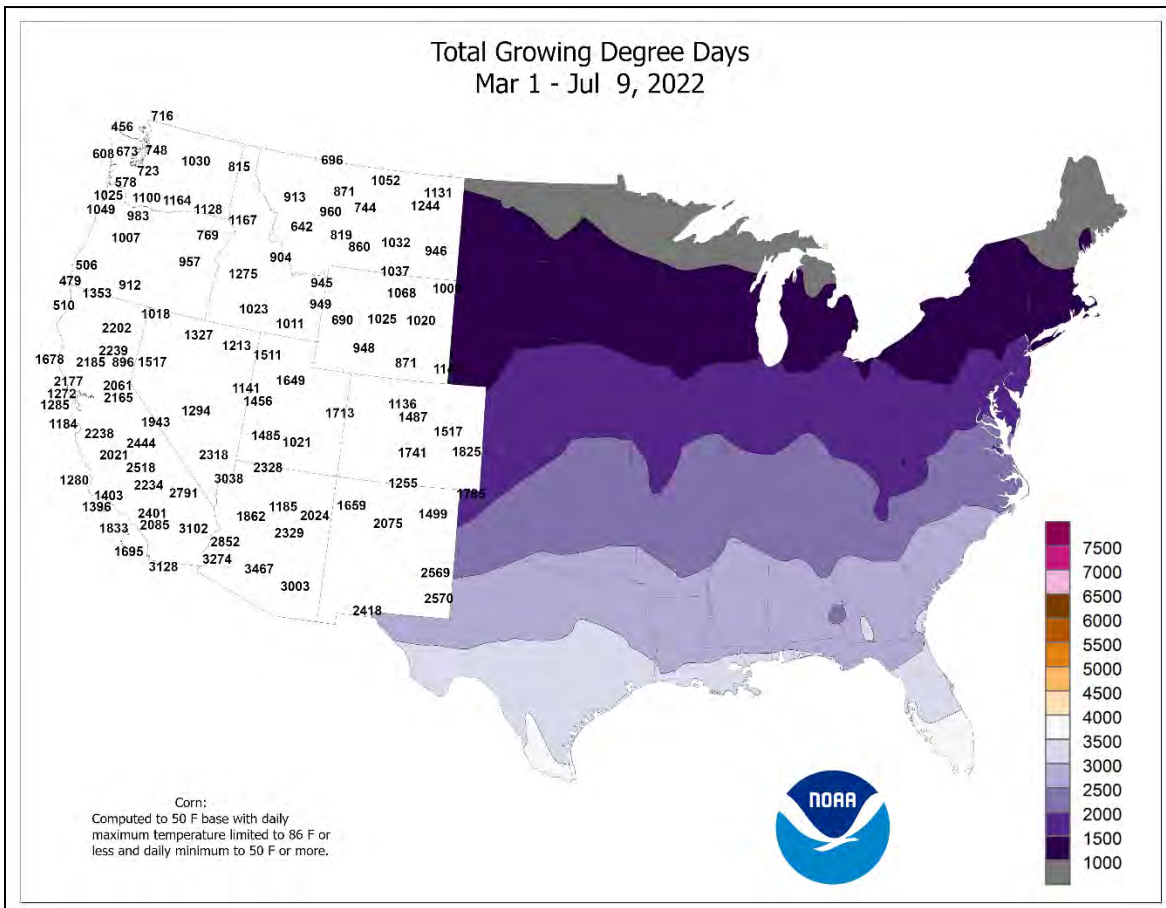 Total Growing Degree Days
Mar 1 - Jul 9, 2022
716
456
608 673 748
1030 815 696
723
578
1052
1025 1100 1164
913 871 1131
1049 983 1128 1167
960 744 1244
642
1007 769
819 860 1032 946
506 957 904
1037
479 912 1275 945
1353
1068
510 1018 1023 949
690 1025 1020
2202 1327 1011
2239 1213 1511 948
1678 2185 896 1517
871
2177 2061 1141 1649
1272 2165 1456
1285
1136
1184 1943 1294 1713 1487
2238 2444 1485 1021 1517
2021 2318 1741 1825
2518 2328
1280 2234 3038 1255
1403 2791 1785
1396 2401 1862 1185 2024 1659 1499
1833 2085 3102 2329 2075
1695 2852
3274 3467
3128
3003 2569
2570
2418
7500
7000
6500
6000
5500
5000
4500
4000
3500
3000
2500
2000
1500
1000
NOAA
Corn:
Computed to 50 F base with daily
maximum temperature limited to 86 F or
less and daily minimum to 50 F or more.